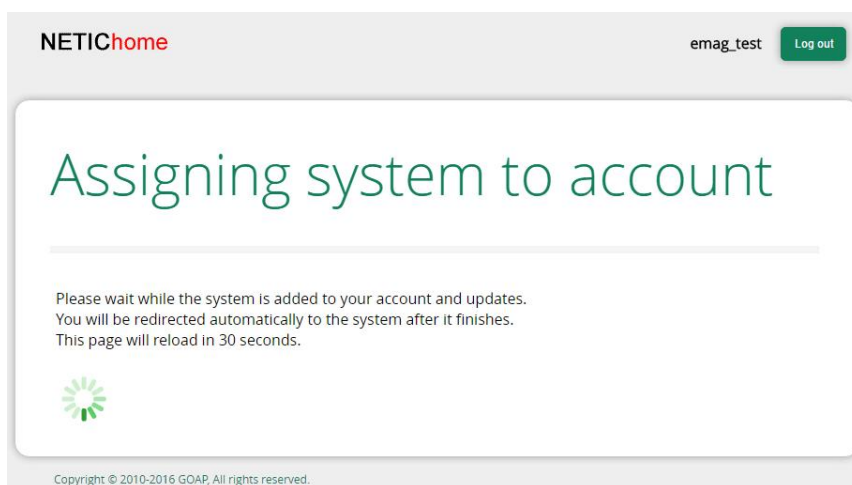 NETIChome
emag_test
Log out
Assigning system to account
Please wait while the system is added to your account and updates.
You will be redirected automatically to the system after it finishes.
This page will reload in 30 seconds.
Copyright © 2010-2016 GOAP, All rights reserved.